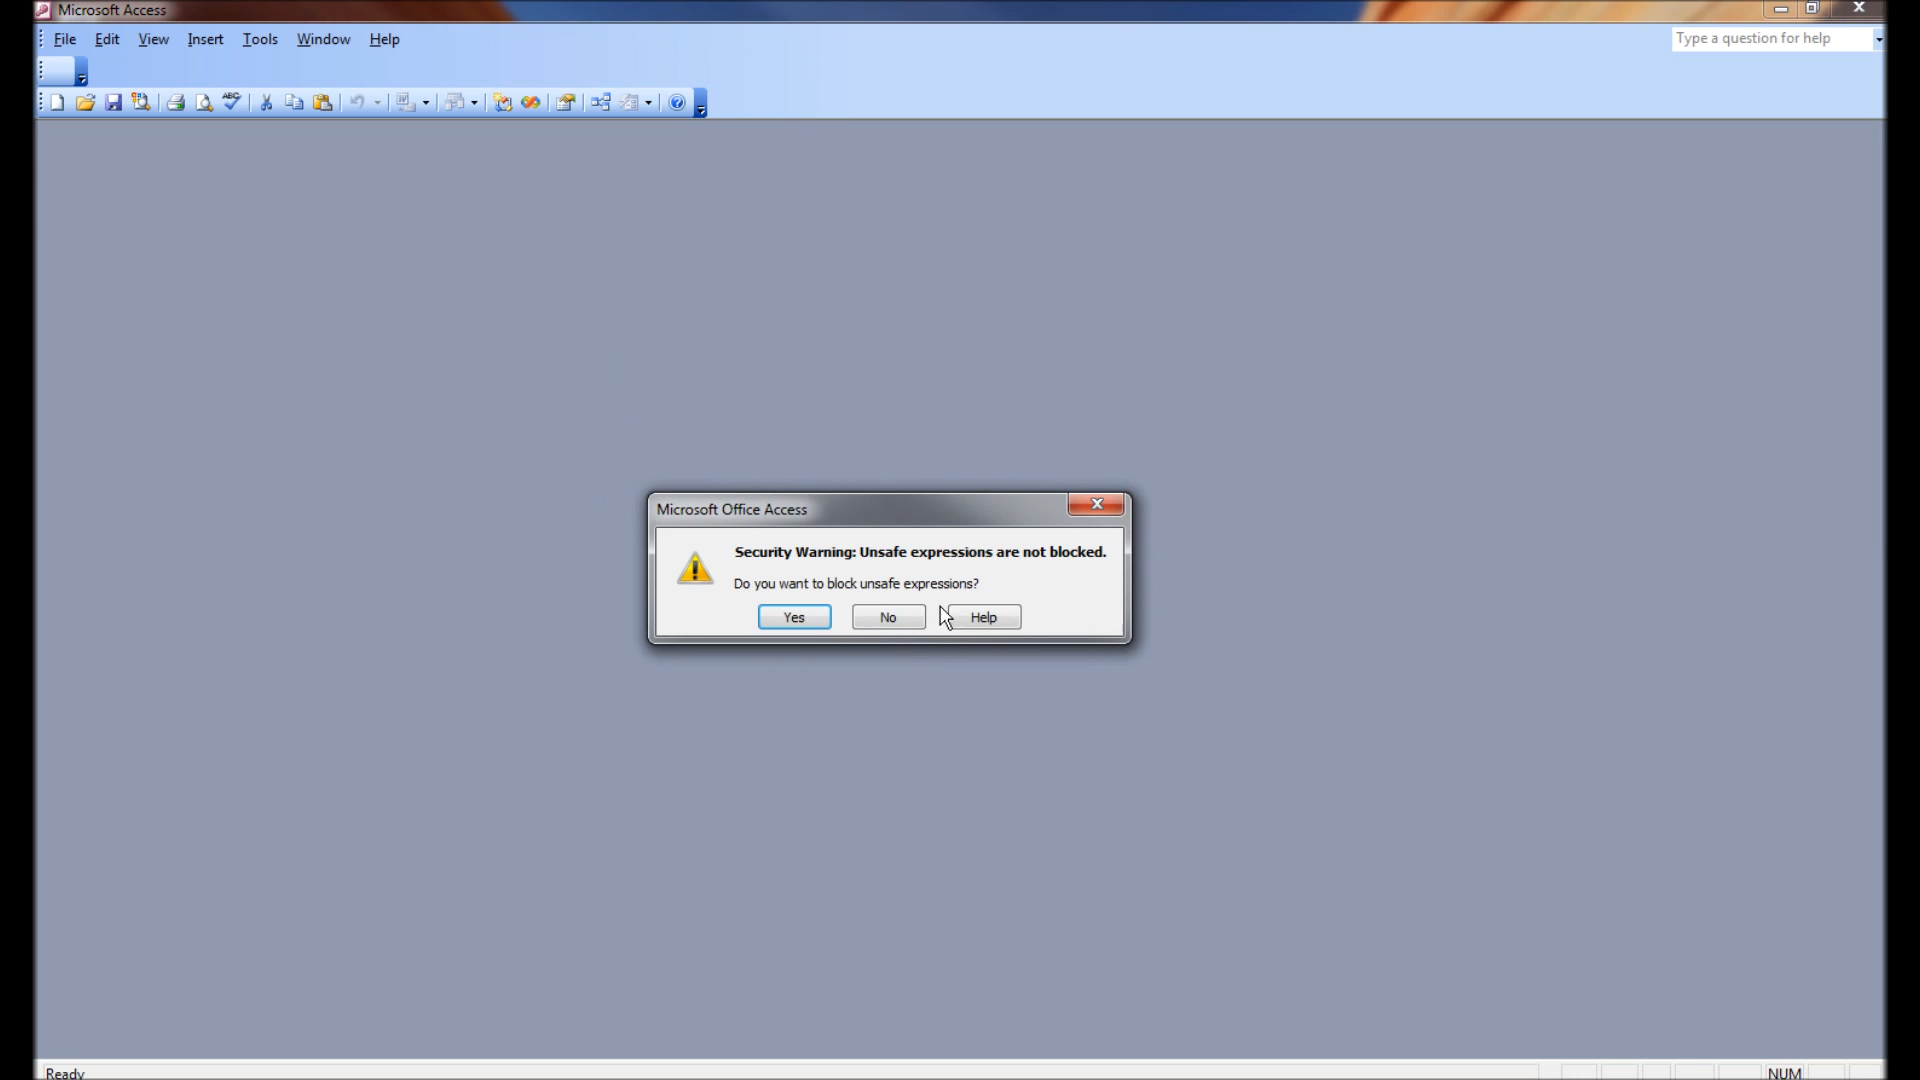 Microsoft Access
File Edit View Insert Tools Window Help
Type a question for help
Microsoft Office Access
Security Warning: Unsafe expressions are not blocked.
Do you want to block unsafe expressions?
Yes No Help
Ready NUM